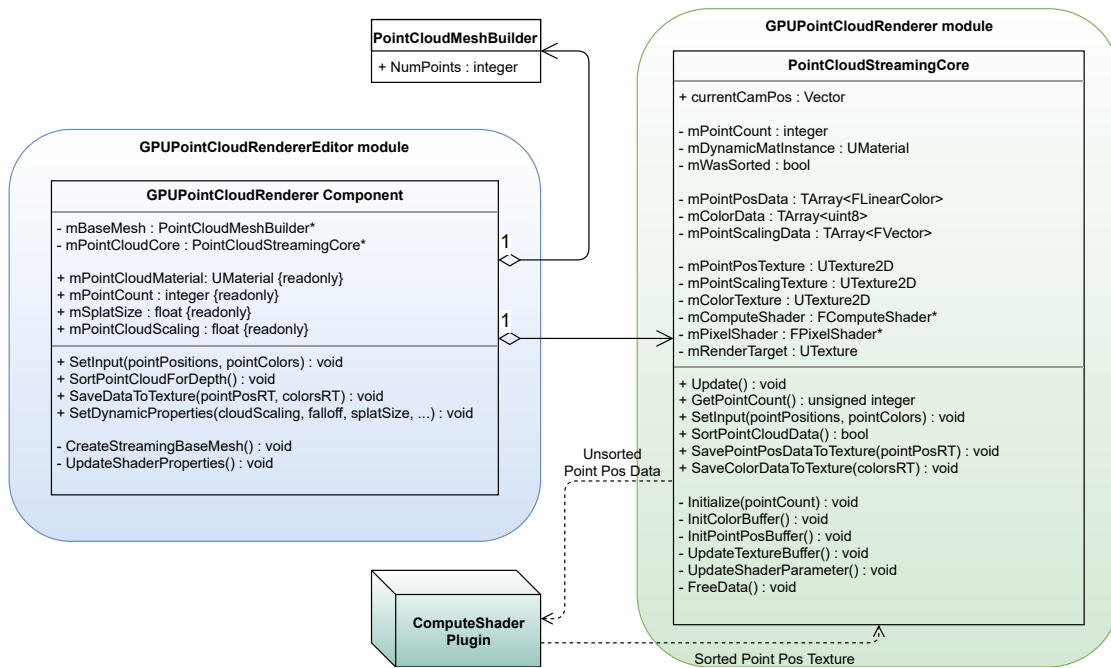 PointCloudMeshBuilder
+ NumPoints : integer
GPUPointCloudRendererEditor module
GPUPointCloudRenderer Component
- mBaseMesh : PointCloudMeshBuilder*
- mPointCloudCore : PointCloudStreamingCore*
+ mPointCloudMaterial: UMaterial {readonly}
+ mPointCount : integer {readonly}
+ mSplatSize : float {readonly}
+ mPointCloudScaling : float {readonly}
+ SetInput(pointPositions, pointColors) : void
+ SortPointCloudForDepth() : void
+ SaveDataToTexture(pointPosRT, colorsRT) : void
+ SetDynamicProperties(cloudScaling, falloff, splatSize, ...) : void
- CreateStreamingBaseMesh() : void
- UpdateShaderProperties() : void
1
1
GPUPointCloudRenderer module
PointCloudStreamingCore
+ currentCamPos : Vector
- mPointCount : integer
- mDynamicMatInstance : UMaterial
- mWasSorted : bool
- mPointPosData : TArray<FLinearColor>
- mColorData : TArray<uint8>
- mPointScalingData : TArray<FVector>
- mPointPosTexture : UTexture2D
- mPointScalingTexture : UTexture2D
- mColorTexture : UTexture2D
- mComputeShader : FComputeShader*
- mPixelShader : FPixelShader*
- mRenderTarget : UTexture
+ Update() : void
+ GetPointCount() : unsigned integer
+ SetInput(pointPositions, pointColors) : void
+ SortPointCloudData() : bool
+ SavePointPosDataToTexture(pointPosRT) : void
+ SaveColorDataToTexture(colorsRT) : void
- Initialize(pointCount) : void
- InitColorBuffer() : void
- InitPointPosBuffer() : void
- UpdateTextureBuffer() : void
- UpdateShaderParameter() : void
- FreeData() : void
Unsorted
Point Pos Data
ComputeShader
Plugin
Sorted Point Pos Texture